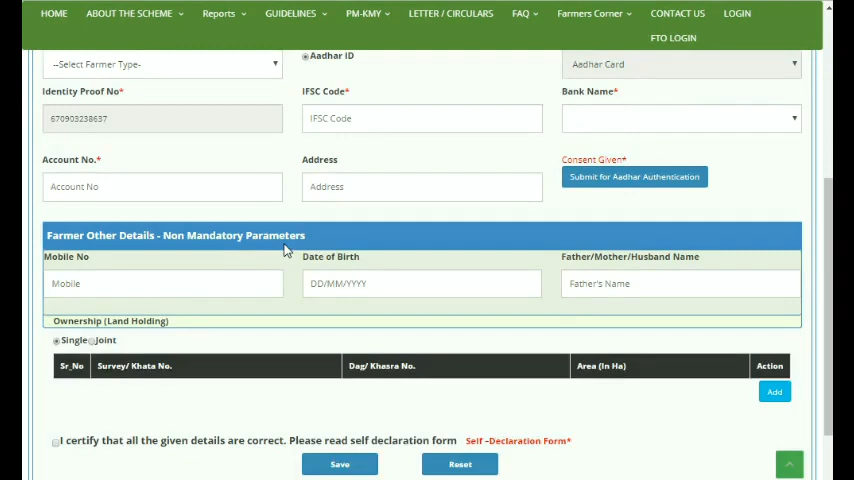 HOME ABOUT THE SCHEME Reports GUIDELINES PM-KMY LETTER / CIRCULARS FAQ Farmers Corner CONTACT US LOGIN
FTO LOGIN
--Select Farmer Type- Aadhar ID Aadhar Card
Identity Proof No* IFSC Code* Bank Name*
670903238637 IFSC Code
Account No.* Address Consent Given*
Account No Address Submit for Aadhar Authentication
Farmer Other Details - Non Mandatory Parameters
Mobile No Date of Birth Father/Mother/Husband Name
Mobile DD/MM/YYYY Father's Name
Ownership (Land Holding)
Single Joint
Sr_No Survey/ Khata No. Dag/ Khasra No. Area (In Ha) Action
Add
I certify that all the given details are correct. Please read self declaration form Self –Declaration Form*
Save Reset